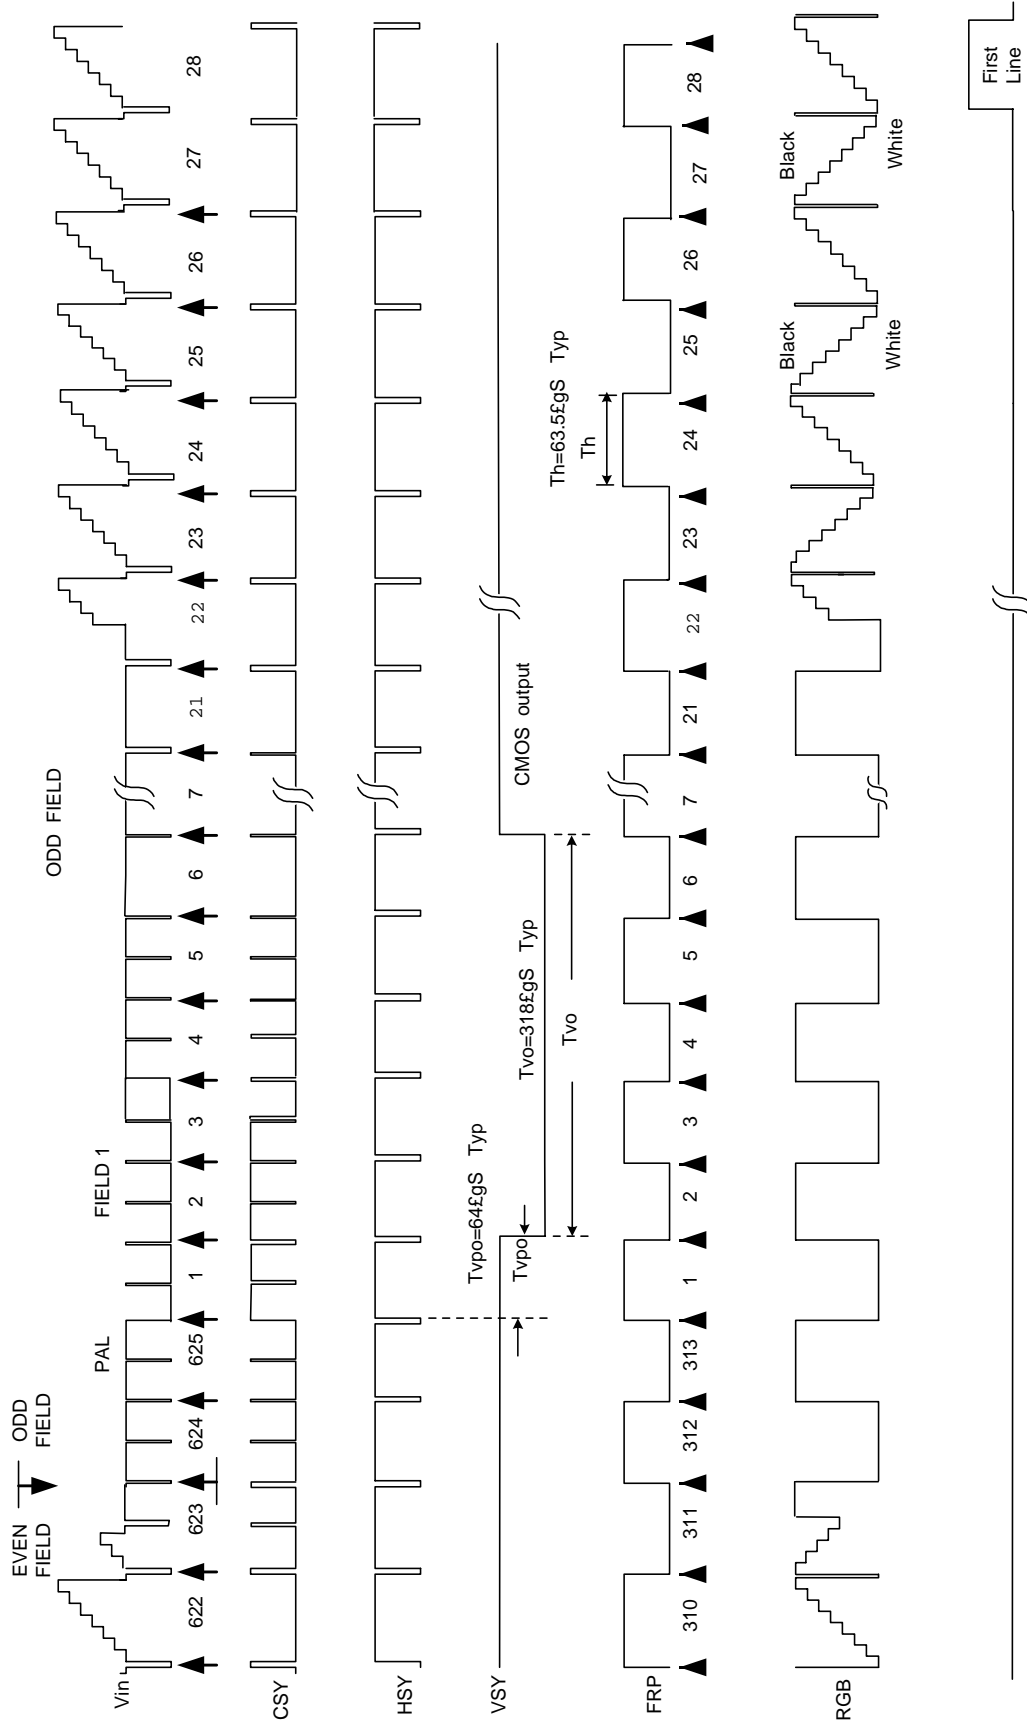 EVEN FIELD
ODD FIELD
PAL
FIELD 1
ODD FIELD
Vin
622 623 624 625 1 2 3 4 5 6 7 21 22 23 24 25 26 27 28
CSY
HSY
VSY
Tvpo=64£gS Typ
Tvpo
Tvo=318£gS Typ
Tvo
CMOS output
Th=63.5£gS Typ
Th
FRP
310 311 312 313 1 2 3 4 5 6 7 21 22 23 24 25 26 27 28
RGB
Black
White
Black
White
First
Line